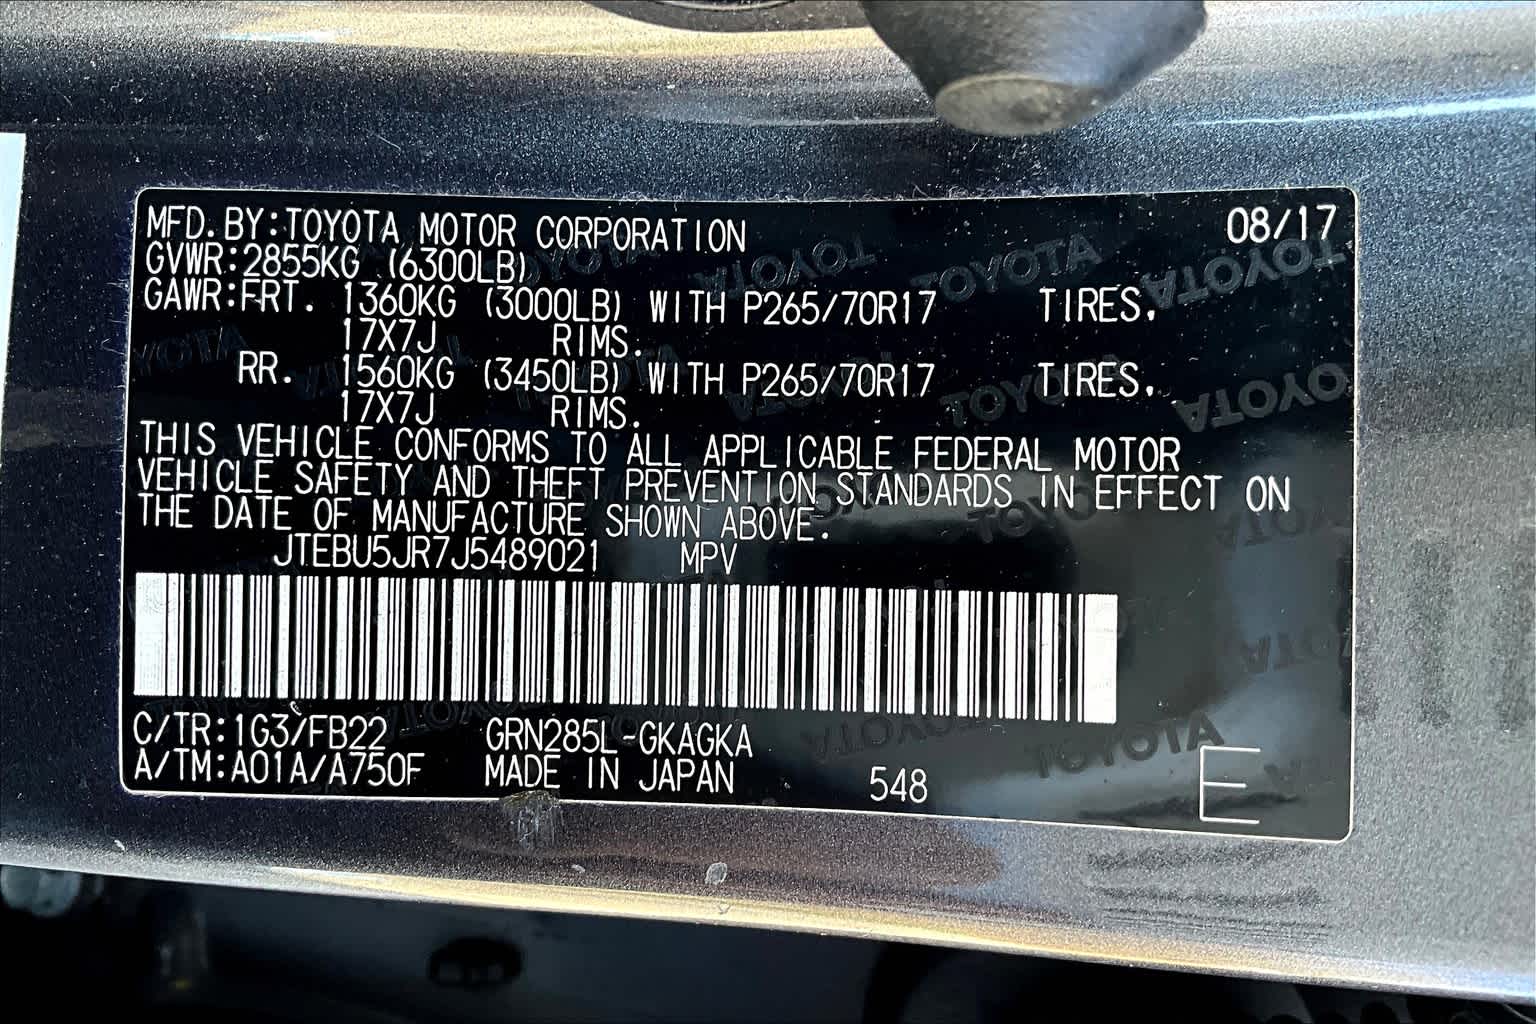 MFD.BY:TOYOTA MOTOR CORPORATION 08/17
GVWR:2855KG (6300LB)
GAWR:FRT. 1360KG (3000LB) WITH P265/70R17 TIRES.
17X7J RIMS.
RR. 1560KG (3450LB) WITH P265/70R17 TIRES.
17X7J RIMS.
THIS VEHICLE CONFORMS TO ALL APPLICABLE FEDERAL MOTOR
VEHICLE SAFETY AND THEFT PREVENTION STANDARDS IN EFFECT ON
THE DATE OF MANUFACTURE SHOWN ABOVE.
JTEBU5JR7J5489021 MPV
C/TR:1G3/FB22 GRN285L-GKAGKA
A/TM:A01A/A750F MADE IN JAPAN 548 E